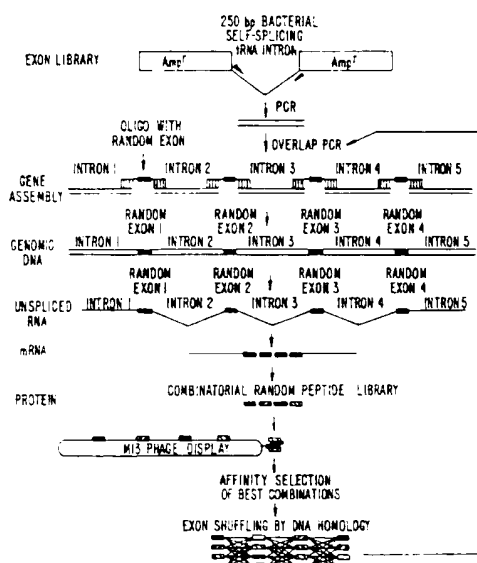 250 bp BACTERIAL
SELF-SPLICING
tRNA INTRON
EXON LIBRARY
Ampr
Ampr
PCR
OLIGO WITH
RANDOM EXON
OVERLAP PCR
INTRON 1
INTRON 2
INTRON 3
INTRON 4
INTRON 5
GENE
ASSEMBLY
RANDOM
EXON 1
RANDOM
EXON 2
RANDOM
EXON 3
RANDOM
EXON 4
GENOMIC
DNA
INTRON 1
INTRON 2
INTRON 3
INTRON 4
INTRON 5
RANDOM
EXON 1
RANDOM
EXON 2
RANDOM
EXON 3
RANDOM
EXON 4
UNSPLICED
RNA
INTRON 1
INTRON 2
INTRON 3
INTRON 4
INTRON 5
mRNA
COMBINATORIAL RANDOM PEPTIDE LIBRARY
PROTEIN
M13 PHAGE DISPLAY
AFFINITY SELECTION
OF BEST COMBINATIONS
EXON SHUFFLING BY DNA HOMOLOGY